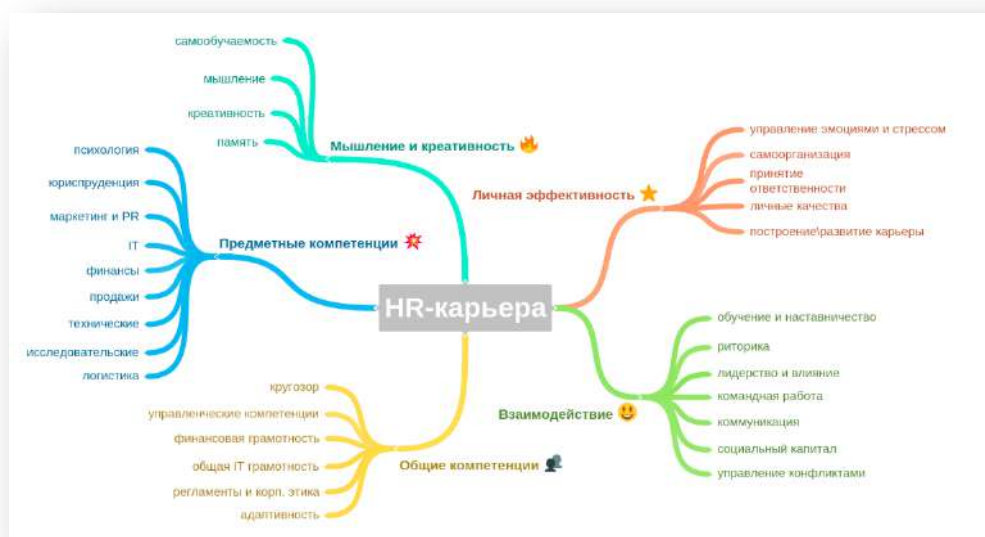 самообучаемость
мышление
креативность
память
Мышление и креативность
психология
юриспруденция
маркетинг и PR
IT
финансы
продажи
технические
исследовательские
логистика
Предметные компетенции
HR-карьера
Личная эффективность
управление эмоциями и стрессом
самоорганизация
принятие
ответственности
личные качества
построение\развитие карьеры
Взаимодействие
обучение и наставничество
риторика
лидерство и влияние
командная работа
коммуникация
социальный капитал
управление конфликтами
кругозор
управленческие компетенции
финансовая грамотность
общая IT грамотность
регламенты и корп. этика
адаптивность
Общие компетенции